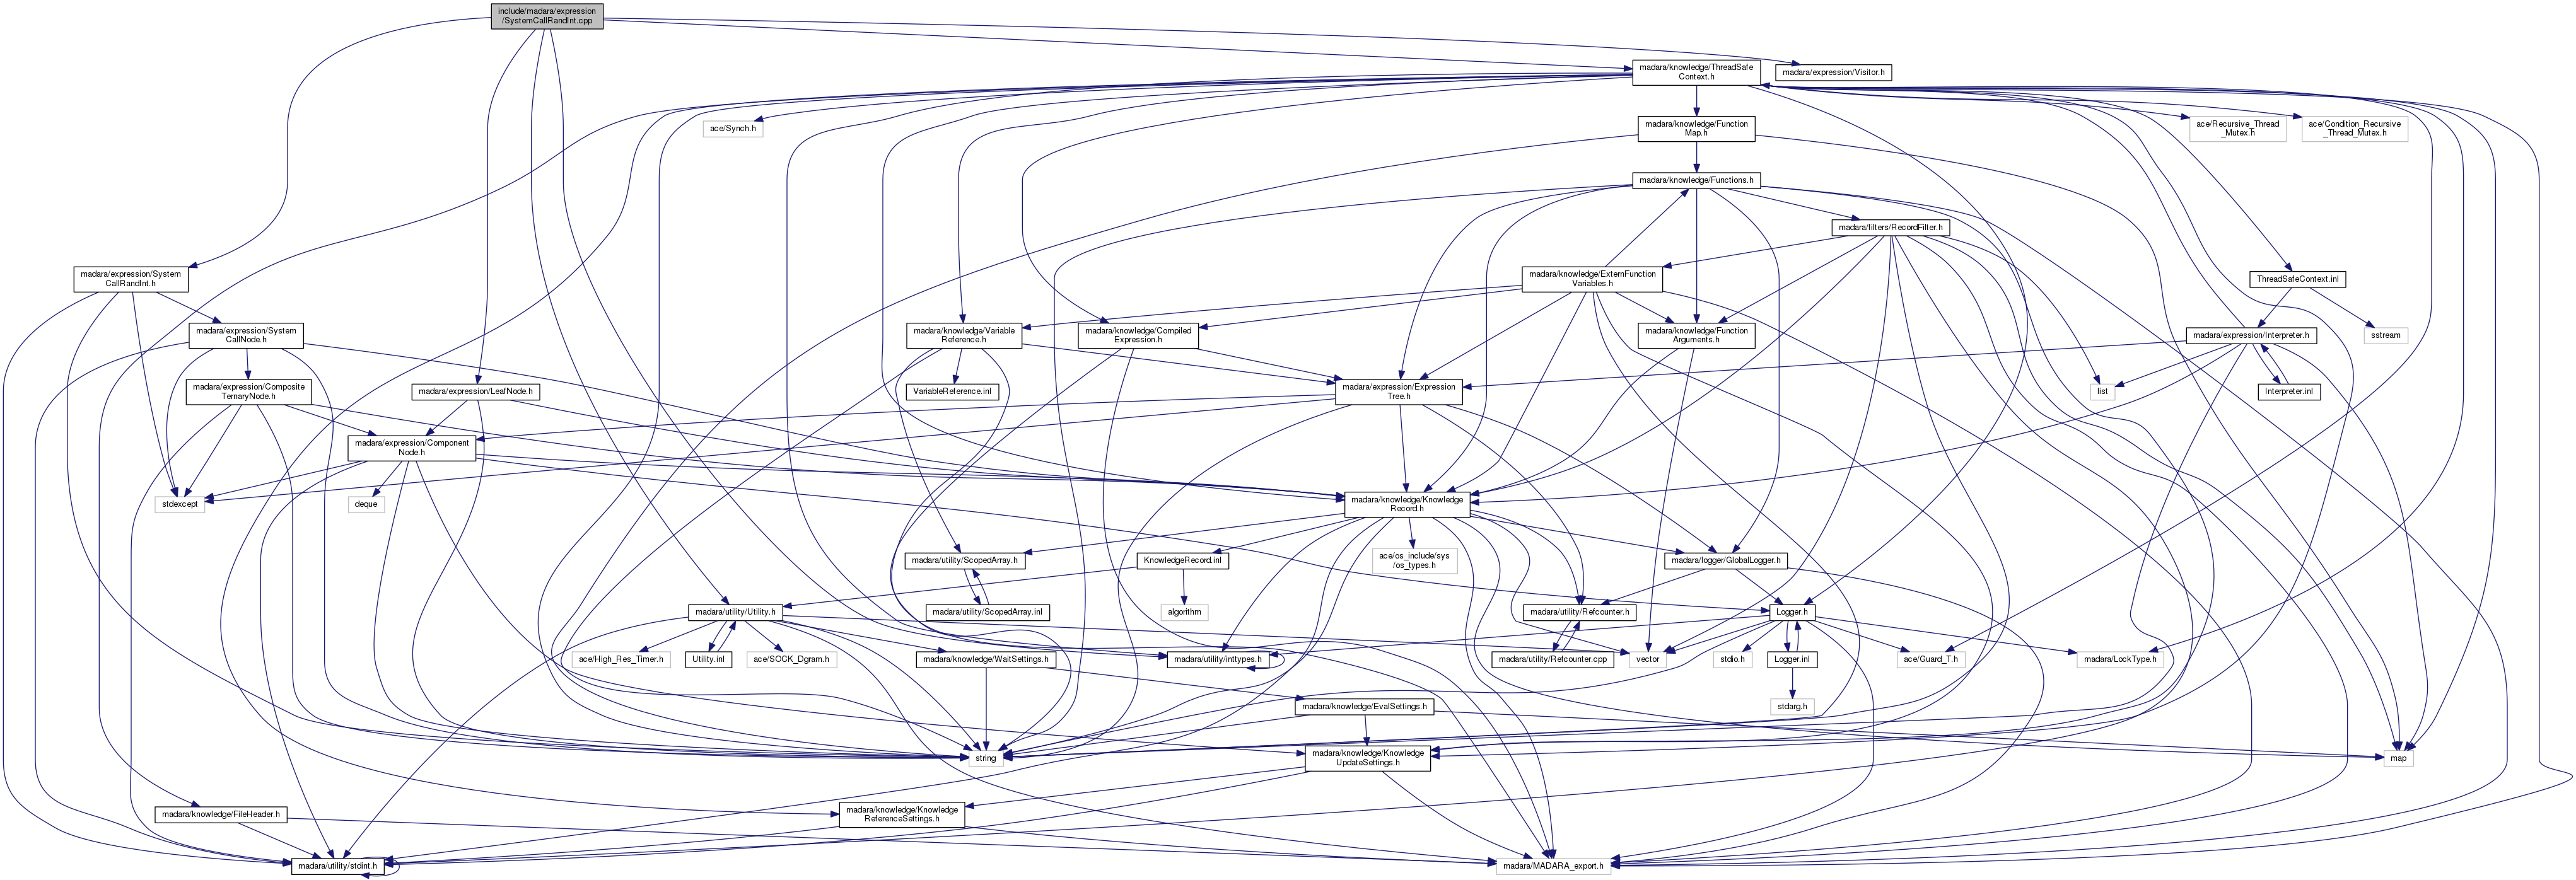 include/madara/expression
/SystemCallRandInt.cpp
madara/knowledge/ThreadSafe
Context.h
madara/expression/Visitor.h
ace/Synch.h
madara/knowledge/Function
Map.h
ace/Recursive_Thread
_Mutex.h
ace/Condition_Recursive
_Thread_Mutex.h
madara/knowledge/Functions.h
madara/filters/RecordFilter.h
madara/expression/System
CallRandInt.h
madara/knowledge/ExternFunction
Variables.h
ThreadSafeContext.inl
madara/expression/System
CallNode.h
madara/knowledge/Variable
Reference.h
madara/knowledge/Compiled
Expression.h
madara/knowledge/Function
Arguments.h
madara/expression/Interpreter.h
sstream
madara/expression/Composite
TernaryNode.h
madara/expression/LeafNode.h
VariableReference.inl
madara/expression/Expression
Tree.h
list
Interpreter.inl
madara/expression/Component
Node.h
stdexcept
deque
madara/knowledge/Knowledge
Record.h
madara/utility/ScopedArray.h
KnowledgeRecord.inl
ace/os_include/sys
/os_types.h
madara/logger/GlobalLogger.h
madara/utility/Utility.h
madara/utility/ScopedArray.inl
algorithm
madara/utility/Refcounter.h
Logger.h
ace/High_Res_Timer.h
Utility.inl
ace/SOCK_Dgram.h
madara/knowledge/WaitSettings.h
madara/utility/inttypes.h
madara/utility/Refcounter.cpp
vector
stdio.h
Logger.inl
ace/Guard_T.h
madara/LockType.h
madara/knowledge/EvalSettings.h
stdarg.h
string
madara/knowledge/Knowledge
UpdateSettings.h
map
madara/knowledge/FileHeader.h
madara/knowledge/Knowledge
ReferenceSettings.h
madara/utility/stdint.h
madara/MADARA_export.h